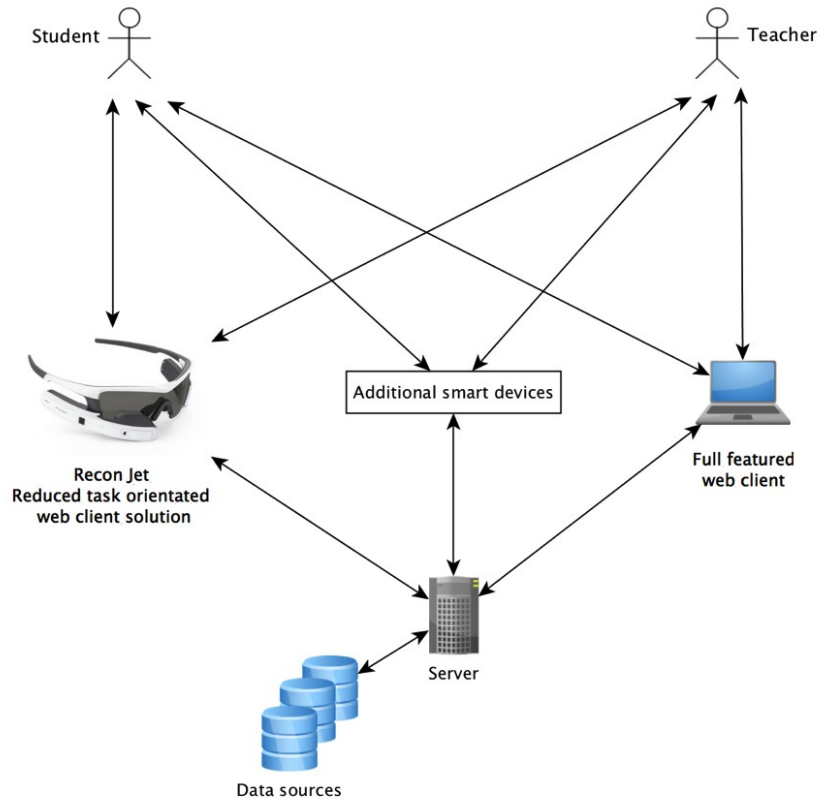 Student
Teacher
Additional smart devices
Recon Jet
Reduced task orientated
web client solution
Full featured
web client
Server
Data sources